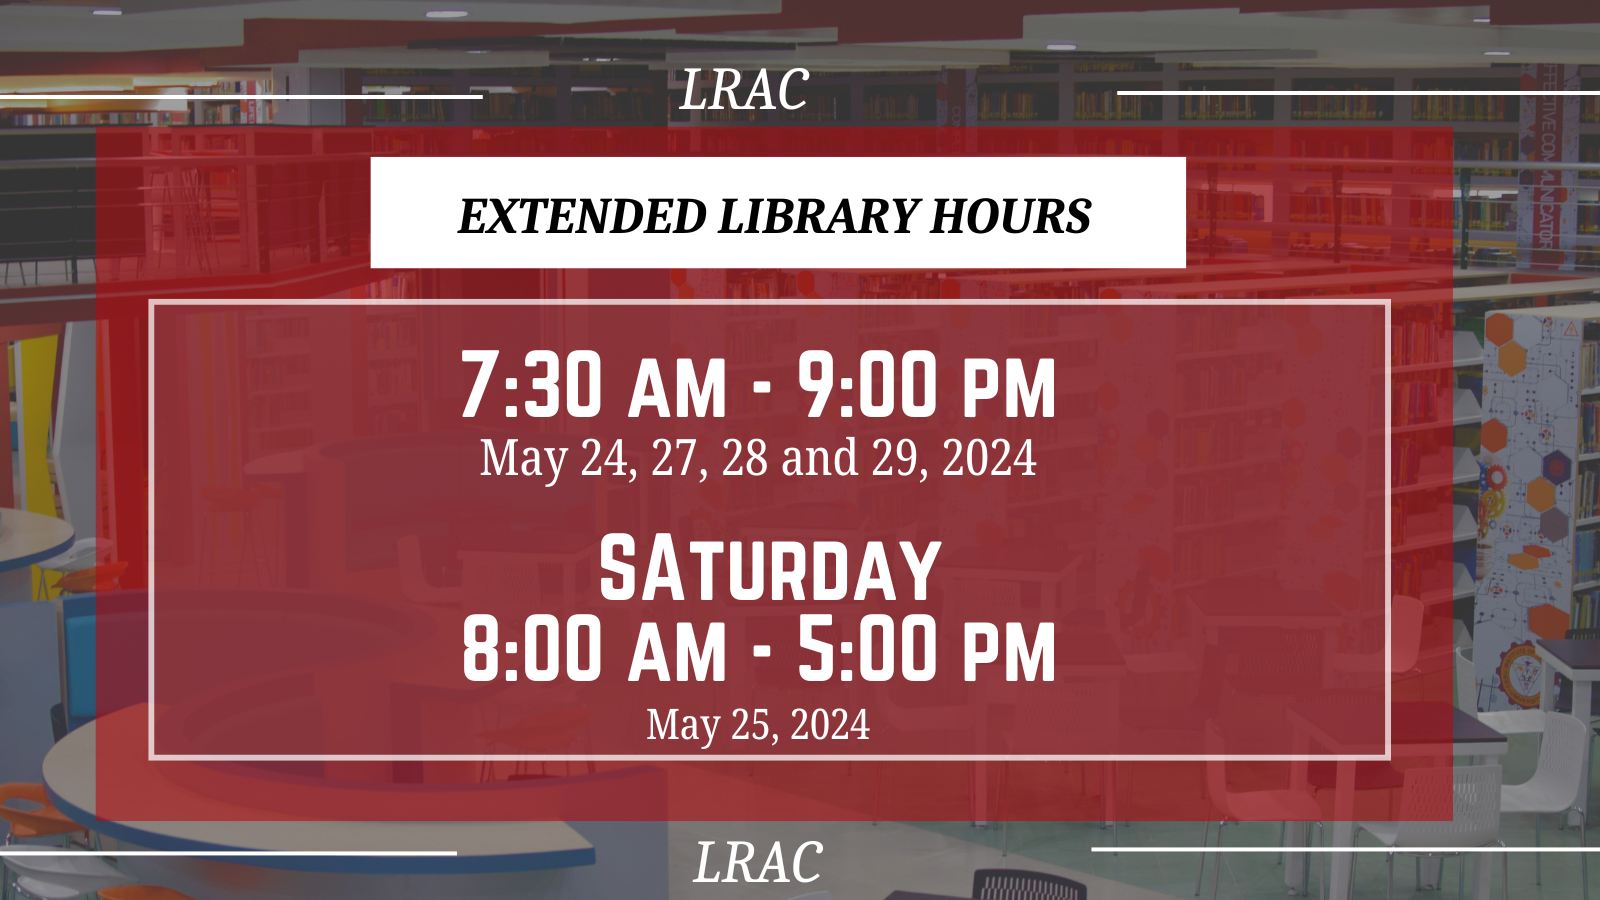 LRAC
EXTENDED LIBRARY HOURS
7:30 AM - 9:00 PM
May 24, 27, 28 and 29, 2024
SATURDAY
8:00 AM - 5:00 PM
May 25, 2024
LRAC